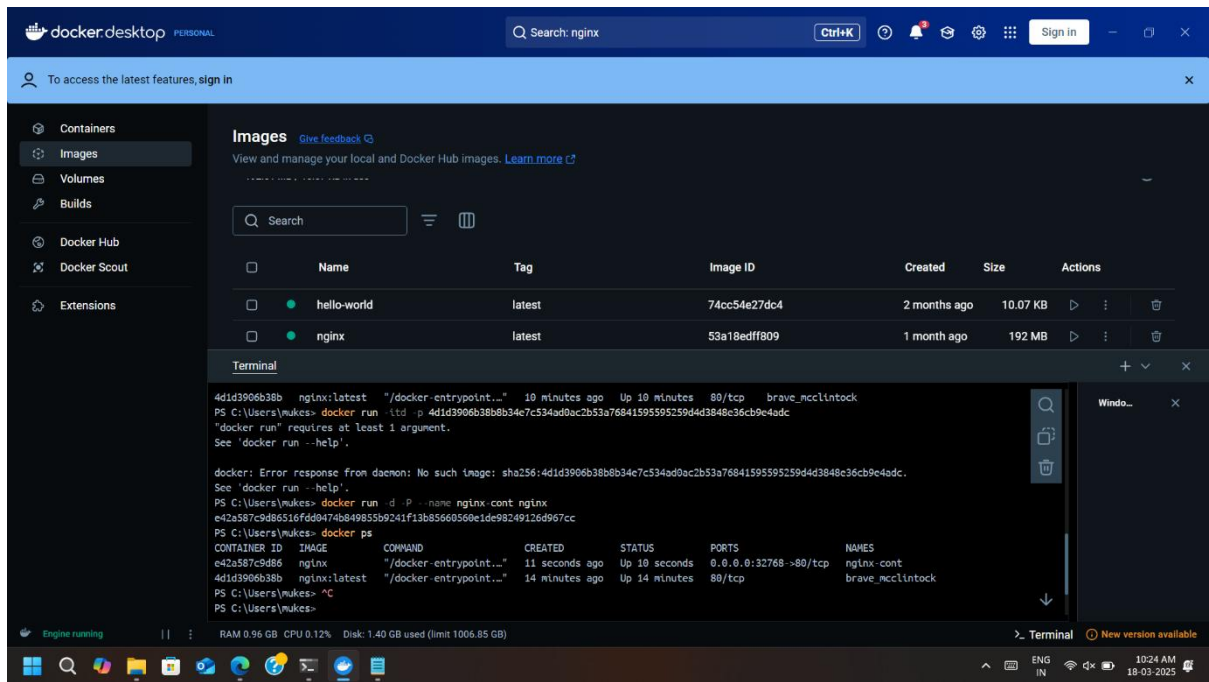 docker.desktop PERSONAL
Search: nginx
Ctrl+K
3
Sign in
To access the latest features, sign in
Containers
Images
Volumes
Builds
Docker Hub
Docker Scout
Extensions
Images Give feedback
View and manage your local and Docker Hub images. Learn more
Search
Name Tag Image ID Created Size Actions
hello-world latest 74cc54e27dc4 2 months ago 10.07 KB
nginx latest 53a18edff809 1 month ago 192 MB
Terminal
Windo...
4d1d3906b38b nginx:latest "/docker-entrypoint.…" 10 minutes ago Up 10 minutes 80/tcp brave_mcclintock
PS C:\Users\mukes> docker run -itd -p 4d1d3906b38b8b34e7c534ad0ac2b53a76841595595259d4d3848e36cb9e4adc
"docker run" requires at least 1 argument.
See 'docker run --help'.
docker: Error response from daemon: No such image: sha256:4d1d3906b38b8b34e7c534ad0ac2b53a76841595595259d4d3848e36cb9e4adc.
See 'docker run --help'.
PS C:\Users\mukes> docker run -d -P --name nginx-cont nginx
e42a587c9d86516fdd0474b849855b9241f13b85660560e1de98249126d967cc
PS C:\Users\mukes> docker ps
CONTAINER ID IMAGE COMMAND CREATED STATUS PORTS NAMES
e42a587c9d86 nginx "/docker-entrypoint.…" 11 seconds ago Up 10 seconds 0.0.0.0:32768->80/tcp nginx-cont
4d1d3906b38b nginx:latest "/docker-entrypoint.…" 14 minutes ago Up 14 minutes 80/tcp brave_mcclintock
PS C:\Users\mukes> ^C
PS C:\Users\mukes>
Engine running
RAM 0.96 GB CPU 0.12% Disk: 1.40 GB used (limit 1006.85 GB)
>_ Terminal
New version available
ENG
IN
10:24 AM
18-03-2025